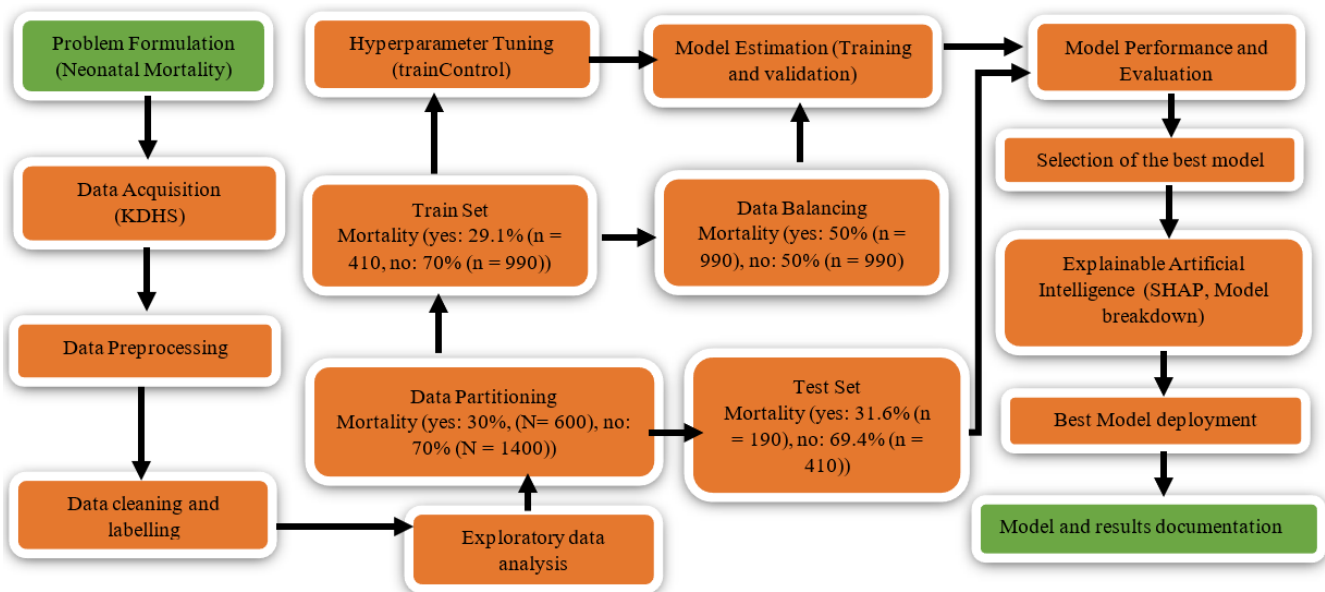 Problem Formulation
(Neonatal Mortality)
Data Acquisition
(KDHS)
Data Preprocessing
Data cleaning and
labelling
Exploratory data
analysis
Data Partitioning
Mortality (yes: 30%, (N= 600), no:
70% (N = 1400))
Train Set
Mortality (yes: 29.1% (n =
410, no: 70% (n = 990))
Hyperparameter Tuning
(trainControl)
Data Balancing
Mortality (yes: 50% (n =
990), no: 50% (n = 990)
Model Estimation (Training
and validation)
Test Set
Mortality (yes: 31.6% (n
= 190), no: 69.4% (n =
410))
Model Performance and
Evaluation
Selection of the best model
Explainable Artificial
Intelligence (SHAP, Model
breakdown)
Best Model deployment
Model and results documentation